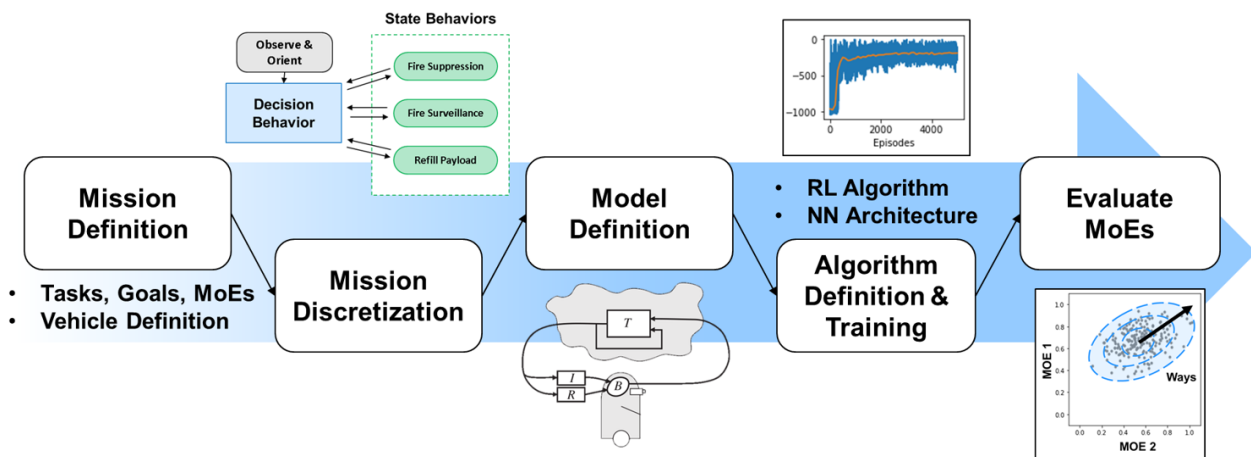 State Behaviors
Observe &
Orient
Decision
Behavior
Fire Suppression
Fire Surveillance
Refill Payload
0
−500
−1000
0
2000
4000
Episodes
Mission
Definition
• Tasks, Goals, MoEs
• Vehicle Definition
Mission
Discretization
Model
Definition
T
I
R
B
• RL Algorithm
• NN Architecture
Algorithm
Definition &
Training
Evaluate
MoEs
MOE 1
1.0
0.8
0.6
0.4
0.2
0.0
Ways
0.0 0.2 0.4 0.6 0.8 1.0
MOE 2